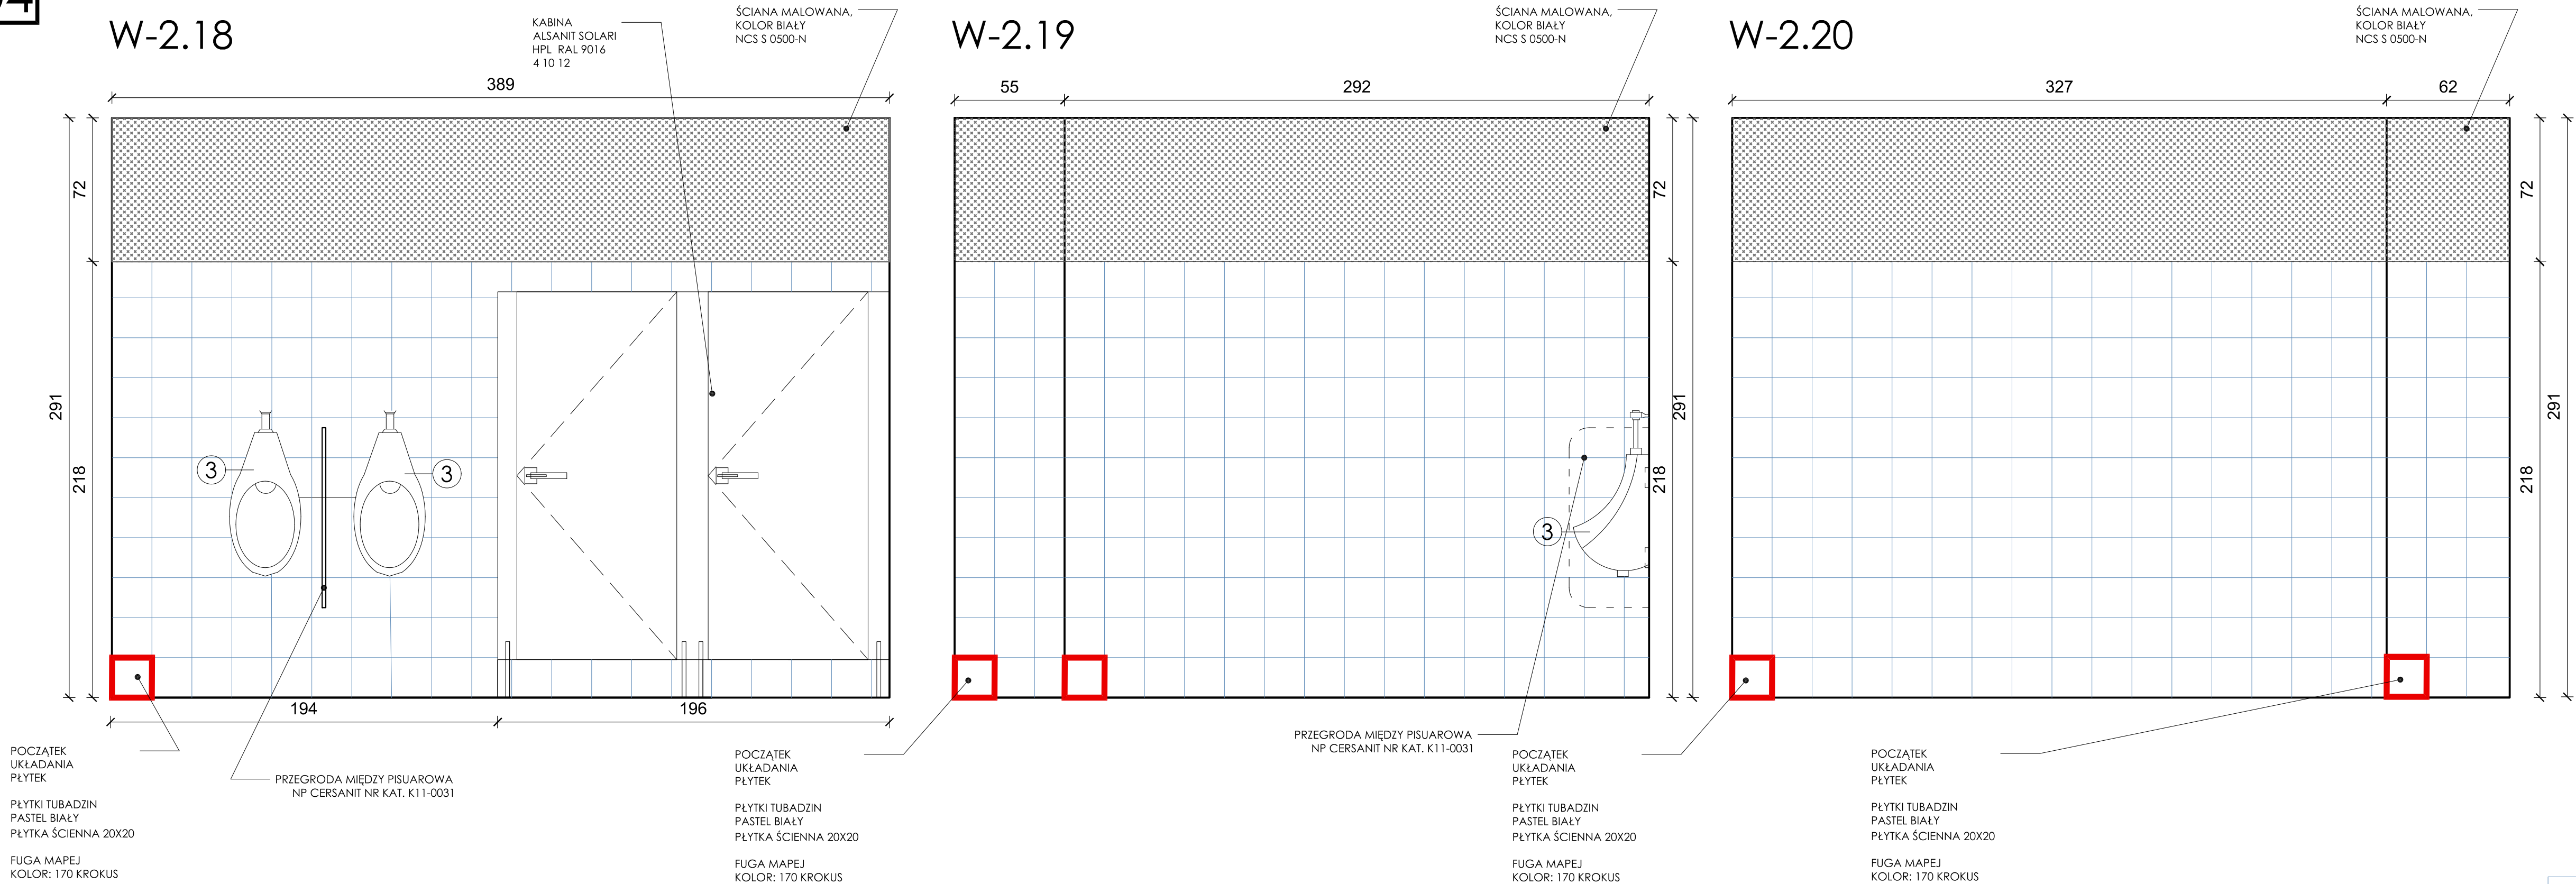 W-2.18
KABINA
ALSANIT SOLARI
HPL RAL 9016
4 10 12
ŚCIANA MALOWANA,
KOLOR BIAŁY
NCS S 0500-N
389
72
291
218
3
3
194
196
POCZĄTEK
UKŁADANIA
PŁYTEK
PŁYTKI TUBADZIN
PASTEL BIAŁY
PŁYTKA ŚCIENNA 20X20
FUGA MAPEJ
KOLOR: 170 KROKUS
PRZEGRODA MIĘDZY PISUAROWA
NP CERSANIT NR KAT. K11-0031
W-2.19
ŚCIANA MALOWANA,
KOLOR BIAŁY
NCS S 0500-N
55
292
72
291
218
3
POCZĄTEK
UKŁADANIA
PŁYTEK
PŁYTKI TUBADZIN
PASTEL BIAŁY
PŁYTKA ŚCIENNA 20X20
FUGA MAPEJ
KOLOR: 170 KROKUS
PRZEGRODA MIĘDZY PISUAROWA
NP CERSANIT NR KAT. K11-0031
W-2.20
ŚCIANA MALOWANA,
KOLOR BIAŁY
NCS S 0500-N
327
62
72
291
218
POCZĄTEK
UKŁADANIA
PŁYTEK
PŁYTKI TUBADZIN
PASTEL BIAŁY
PŁYTKA ŚCIENNA 20X20
FUGA MAPEJ
KOLOR: 170 KROKUS
POCZĄTEK
UKŁADANIA
PŁYTEK
PŁYTKI TUBADZIN
PASTEL BIAŁY
PŁYTKA ŚCIENNA 20X20
FUGA MAPEJ
KOLOR: 170 KROKUS